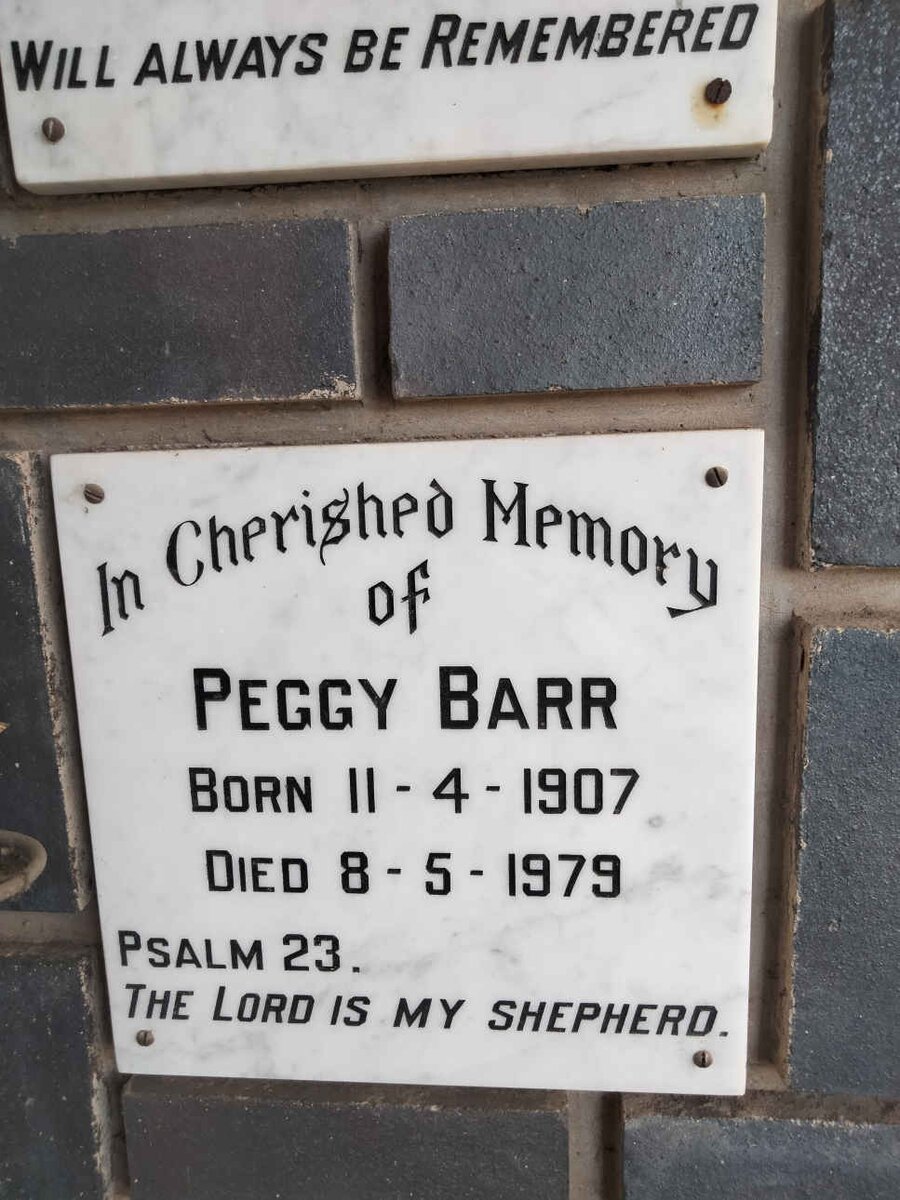 WILL ALWAYS BE REMEMBERED
In Cherished Memory
of
PEGGY BARR
BORN 11 - 4 - 1907
DIED 8 - 5 - 1979
PSALM 23.
THE LORD IS MY SHEPHERD.